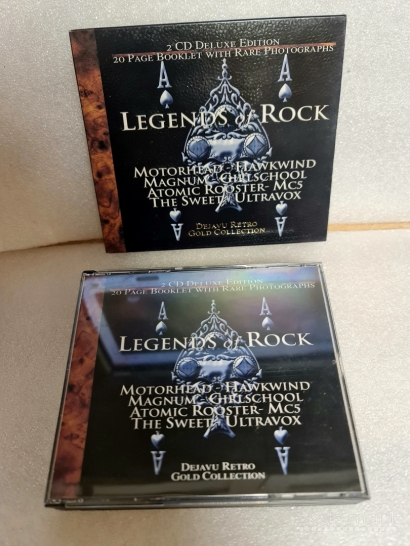 A
A
2 CD Deluxe Edition
20 Page Booklet with Rare Photographs
Legends of Rock
Motorhead - Hawkwind
Magnum - Girlschool
Atomic Rooster - Mc5
The Sweet - Ultravox
Dejavu Retro
Gold Collection
A
A
2 CD Deluxe Edition
20 Page Booklet with Rare Photographs
A
A
Legends of Rock
Motorhead - Hawkwind
Magnum - Girlschool
Atomic Rooster - Mc5
The Sweet - Ultravox
Dejavu Retro
Gold Collection
A
A